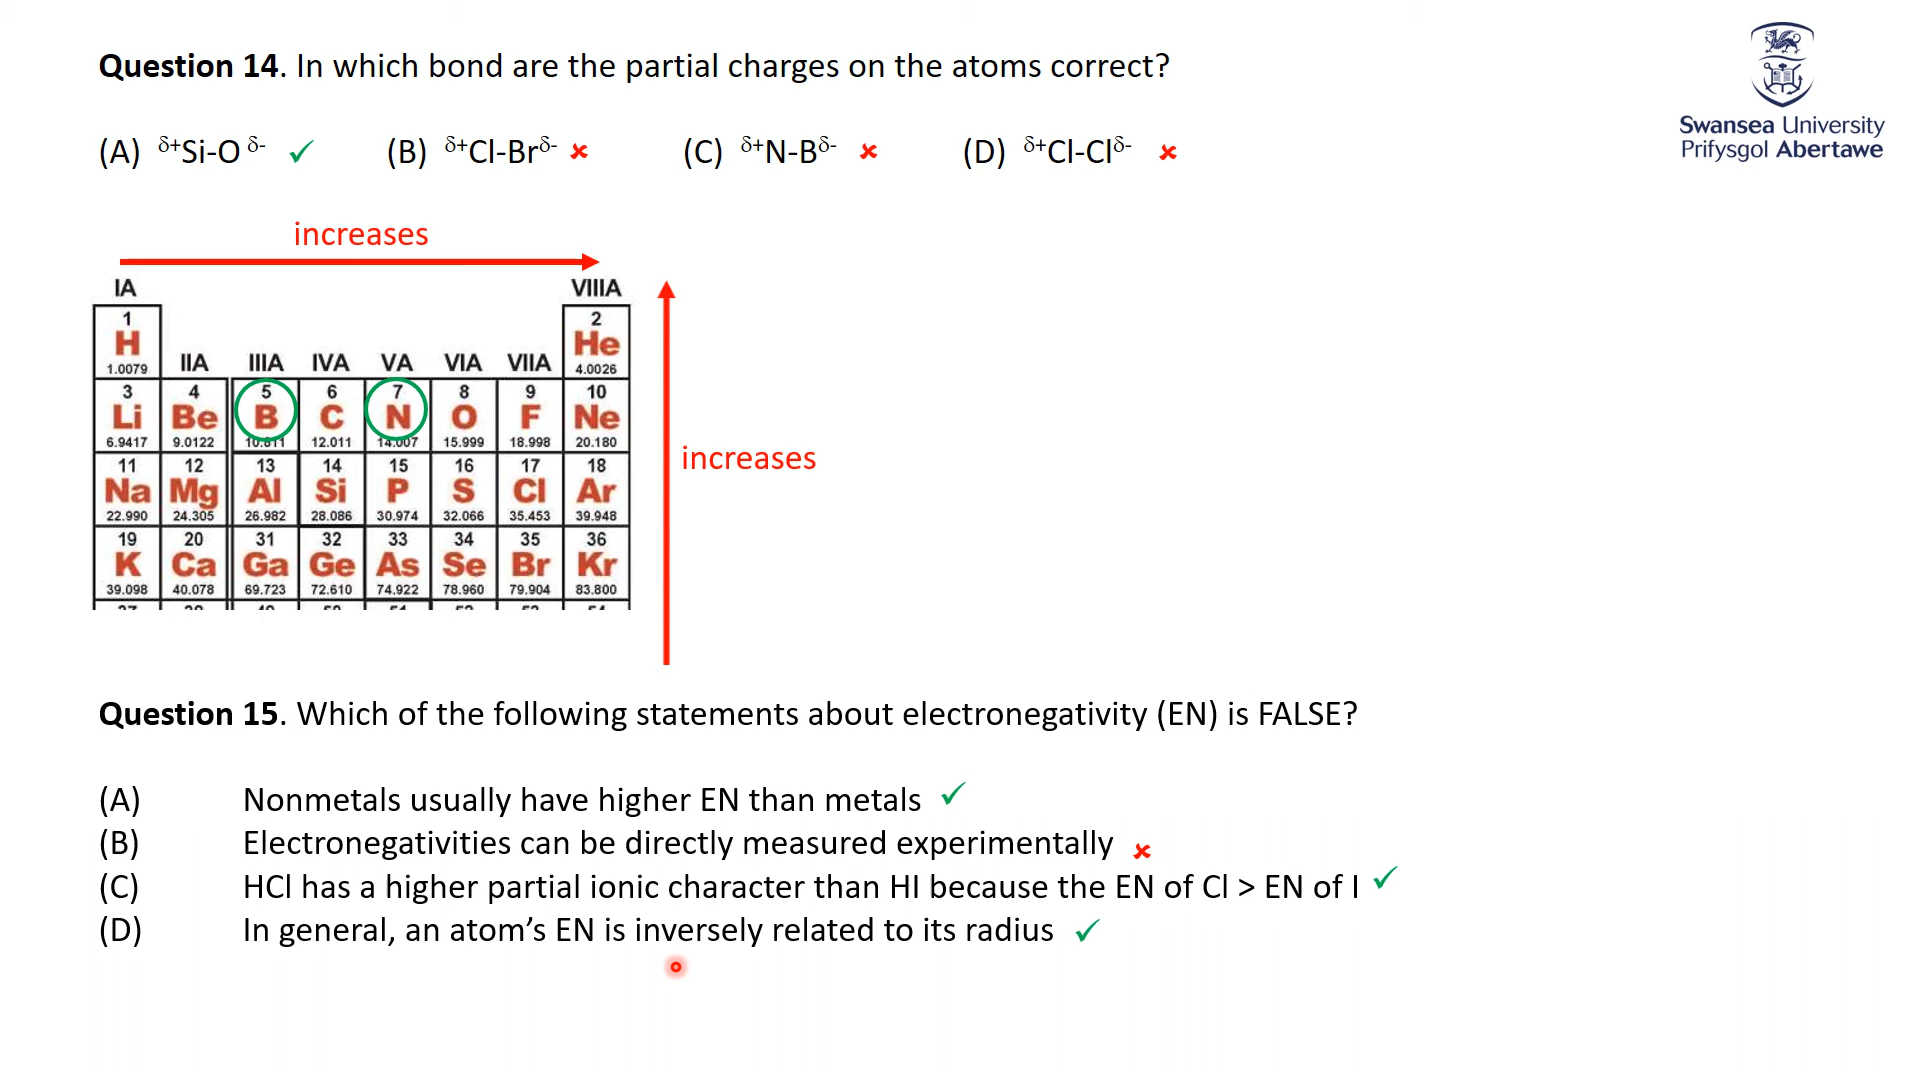 Question 14. In which bond are the partial charges on the atoms correct?
Swansea University
Prifysgol Abertawe
(A) δ+Si-O δ- ✓ (B) δ+Cl-Brδ- ✘ (C) δ+N-Bδ- ✘ (D) δ+Cl-Clδ- ✘
increases
IA VIIIA
1 2
H He
1.0079 IIA IIIA IVA VA VIA VIIA 4.0026
3 4 5 6 7 8 9 10
Li Be B C N O F Ne
6.9417 9.0122 10.811 12.011 14.007 15.999 18.998 20.180
increases
11 12 13 14 15 16 17 18
Na Mg Al Si P S Cl Ar
22.990 24.305 26.982 28.086 30.974 32.066 35.453 39.948
19 20 31 32 33 34 35 36
K Ca Ga Ge As Se Br Kr
39.098 40.078 69.723 72.610 74.922 78.960 79.904 83.800
Question 15. Which of the following statements about electronegativity (EN) is FALSE?
(A) Nonmetals usually have higher EN than metals ✓
(B) Electronegativities can be directly measured experimentally ✘
(C) HCl has a higher partial ionic character than HI because the EN of Cl > EN of I ✓
(D) In general, an atom’s EN is inversely related to its radius ✓